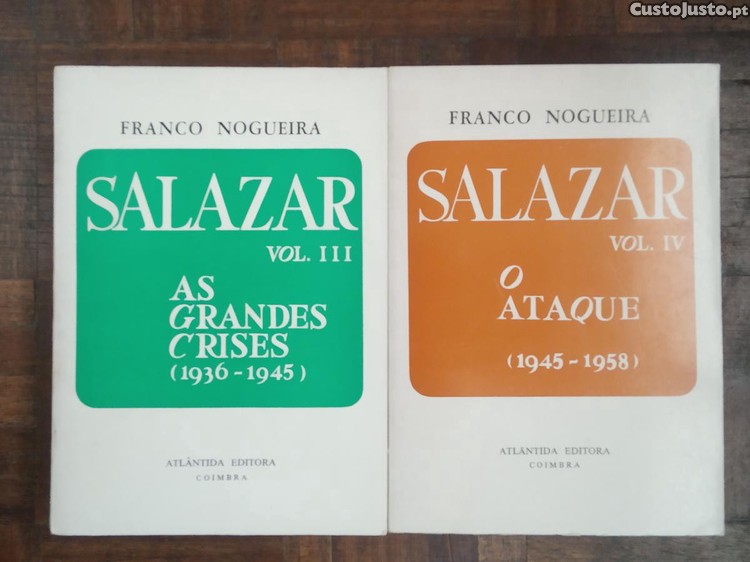 CustoJusto.pt
FRANCO NOGUEIRA
SALAZAR
VOL. III
AS
GRANDES
CRISES
(1936-1945)
ATLÂNTIDA EDITORA
COIMBRA
FRANCO NOGUEIRA
SALAZAR
VOL. IV
O
ATAQUE
(1945-1958)
ATLÂNTIDA EDITORA
COIMBRA